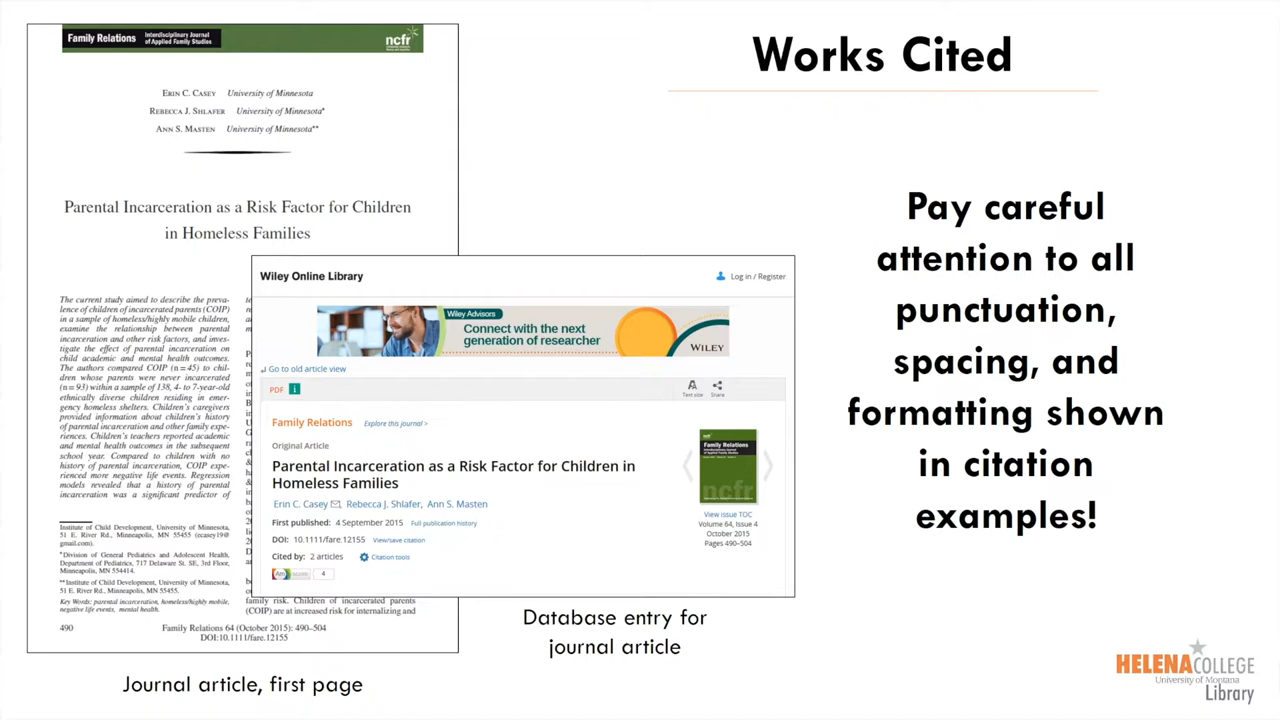 Family Relations
Interdisciplinary Journal
of Applied Family Studies
ncfr
ERIN C. CASEY University of Minnesota
REBECCA J. SHLAFER University of Minnesota*
ANN S. MASTEN University of Minnesota**
Parental Incarceration as a Risk Factor for Children
in Homeless Families
The current study aimed to describe the preva-
lence of children of incarcerated parents (COIP)
in a sample of homeless/highly mobile children,
examine the relationship between parental
incarceration and other risk factors, and inves-
tigate the effect of parental incarceration on
child academic and mental health outcomes.
The authors compared COIP (n = 45) to chil-
dren whose parents were never incarcerated
(n = 93) within a sample of 138, 4- to 7-year-old
ethnically diverse children residing in emer-
gency homeless shelters. Children's caregivers
provided information about children's history
of parental incarceration and other family expe-
riences. Children's teachers reported academic
and mental health outcomes in the subsequent
school year. Compared to children with no
history of parental incarceration, COIP expe-
rienced more negative life events. Regression
models revealed that a history of parental
incarceration was a significant predictor of
Institute of Child Development, University of Minnesota,
51 E. River Rd., Minneapolis, MN 55455 (ecasey19@
gmail.com).
*Division of General Pediatrics and Adolescent Health,
Department of Pediatrics, 717 Delaware St. SE, 3rd Floor,
Minneapolis, MN 554414.
**Institute of Child Development, University of Minnesota,
51 E. River Rd., Minneapolis, MN 55455.
Key Words: parental incarceration, homeless/highly mobile,
negative life events, mental health.
family risk. Children of incarcerated parents
(COIP) are at increased risk for internalizing and
490
Family Relations 64 (October 2015): 490–504
DOI:10.1111/fare.12155
Journal article, first page
Wiley Online Library
Log in / Register
Wiley Advisors
Connect with the next
generation of researcher
WILEY
Go to old article view
PDF i
Text size
Share
Family Relations Explore this journal >
Original Article
Parental Incarceration as a Risk Factor for Children in
Homeless Families
Erin C. Casey, Rebecca J. Shlafer, Ann S. Masten
First published: 4 September 2015 Full publication history
DOI: 10.1111/fare.12155 View/save citation
Cited by: 2 articles Citation tools
Am score 4
Family Relations
ncfr
View issue TOC
Volume 64, Issue 4
October 2015
Pages 490–504
Database entry for
journal article
Works Cited
Pay careful
attention to all
punctuation,
spacing, and
formatting shown
in citation
examples!
HELENACOLLEGE
University of Montana
Library